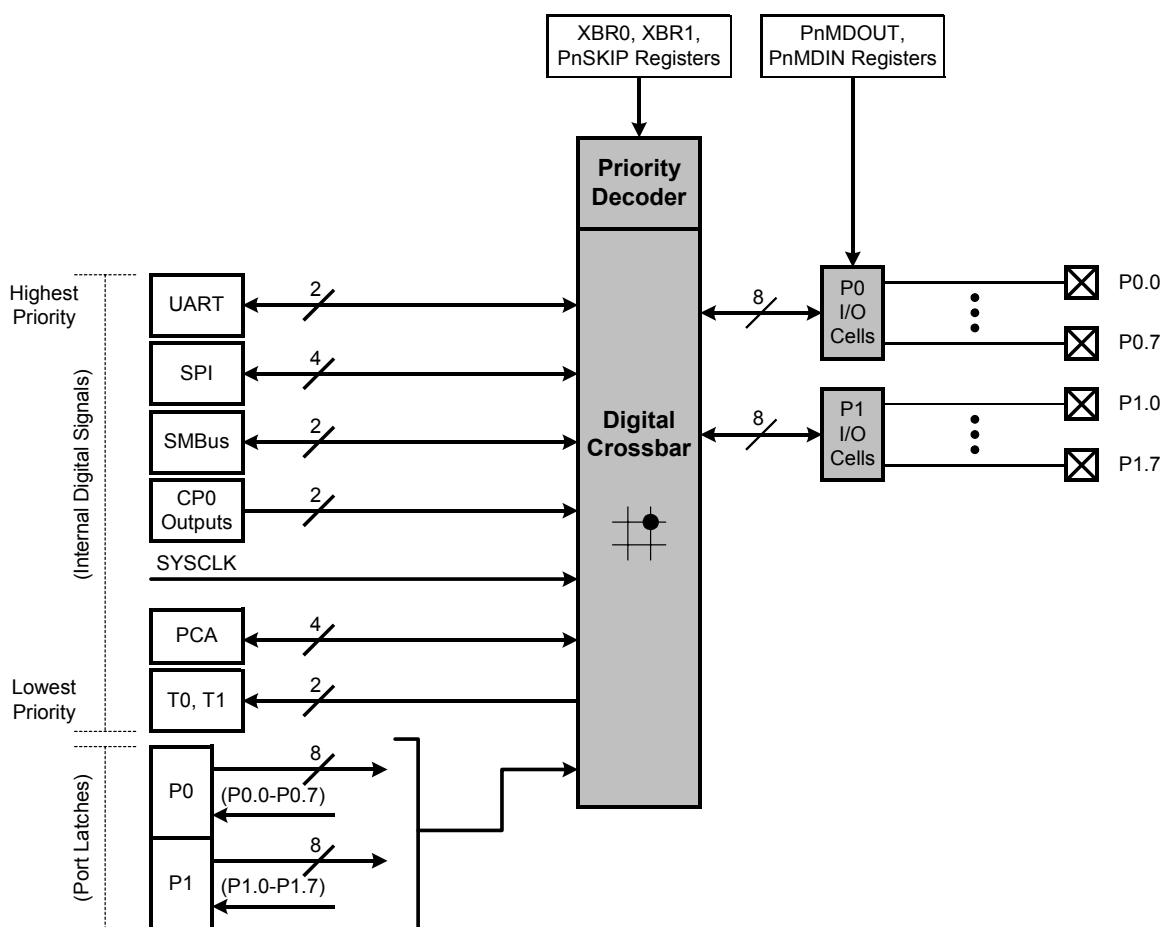 XBR0, XBR1,
PnSKIP Registers
PnMDOUT,
PnMDIN Registers
Priority
Decoder
Digital
Crossbar
Highest
Priority
(Internal Digital Signals)
Lowest
Priority
(Port Latches)
UART
2
SPI
4
SMBus
2
CP0
Outputs
2
SYSCLK
PCA
4
T0, T1
2
P0
8
(P0.0-P0.7)
P1
8
(P1.0-P1.7)
8
P0
I/O
Cells
P0.0
P0.7
8
P1
I/O
Cells
P1.0
P1.7